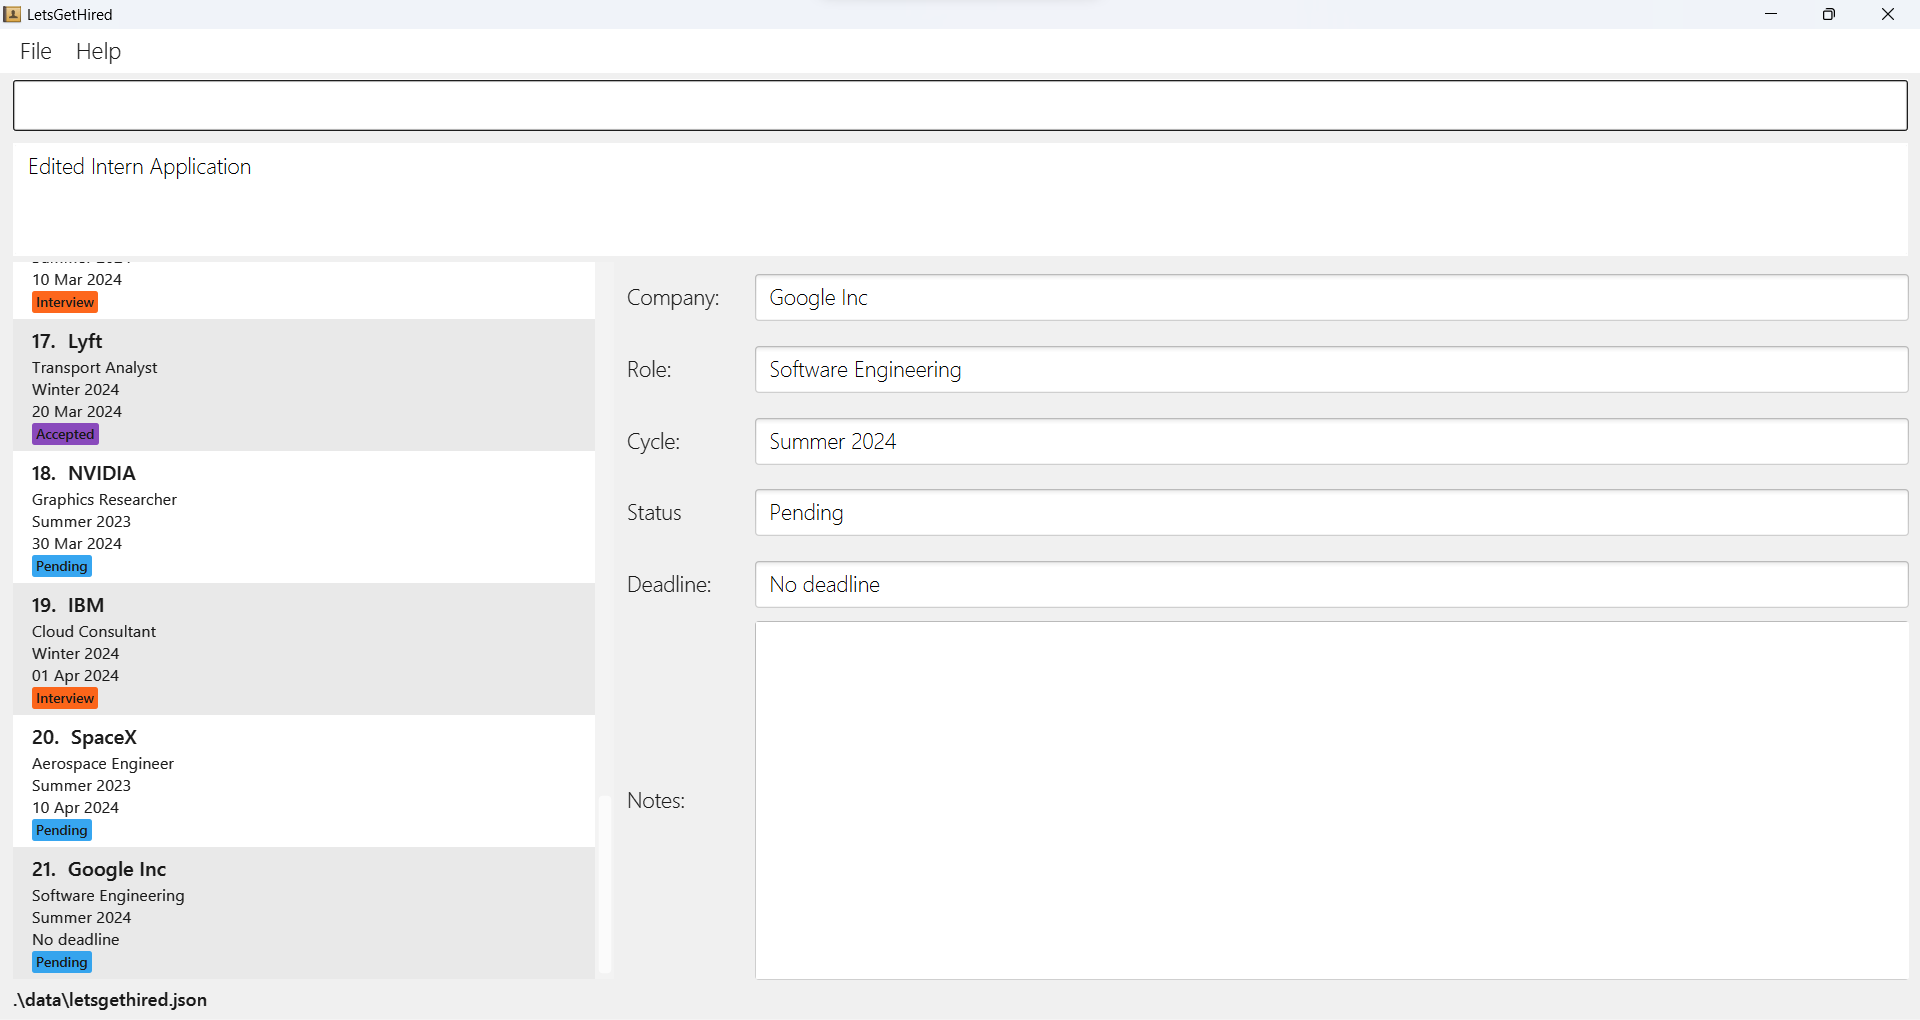 LetsGetHired
File Help
Edited Intern Application
10 Mar 2024
Interview
17. Lyft
Transport Analyst
Winter 2024
20 Mar 2024
Accepted
18. NVIDIA
Graphics Researcher
Summer 2023
30 Mar 2024
Pending
19. IBM
Cloud Consultant
Winter 2024
01 Apr 2024
Interview
20. SpaceX
Aerospace Engineer
Summer 2023
10 Apr 2024
Pending
21. Google Inc
Software Engineering
Summer 2024
No deadline
Pending
Company: Google Inc
Role: Software Engineering
Cycle: Summer 2024
Status Pending
Deadline: No deadline
Notes:
.\data\letsgethired.json